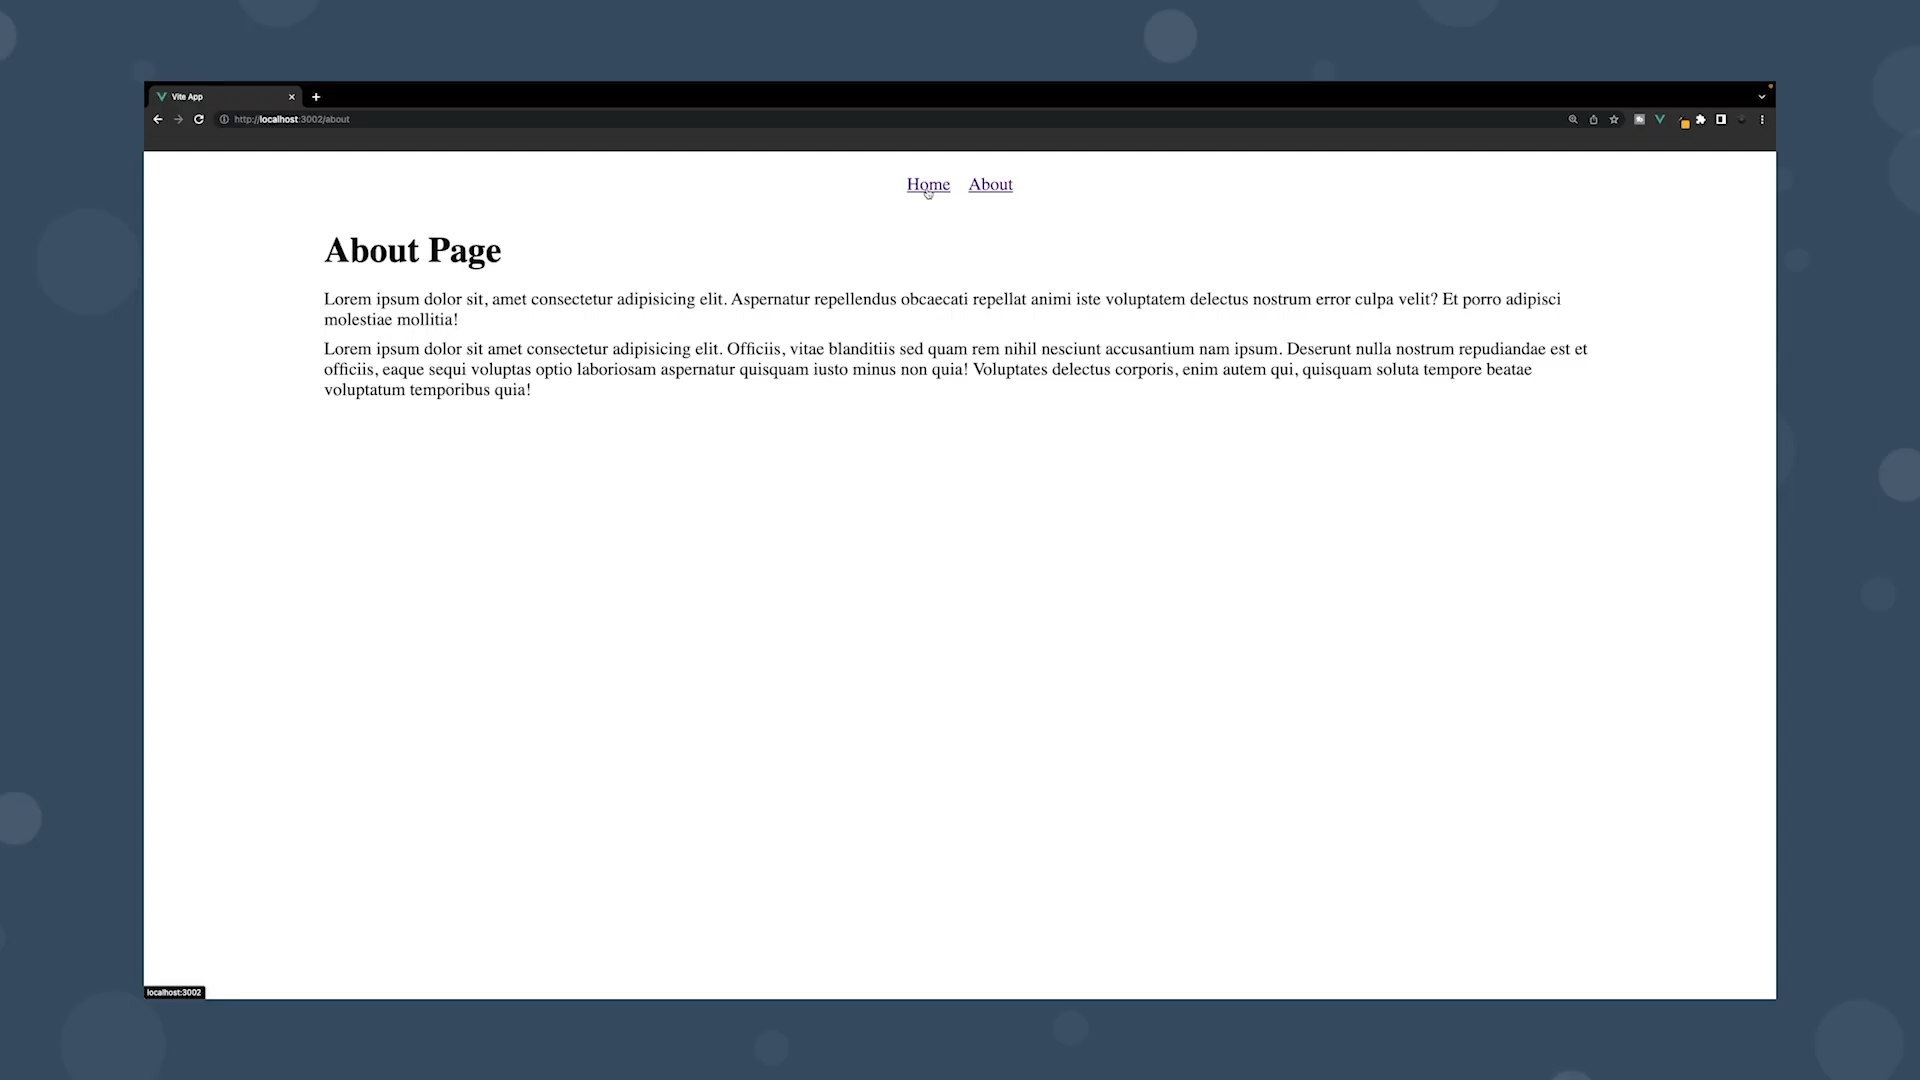 Vite App
http://localhost:3002/about
Home About
About Page
Lorem ipsum dolor sit, amet consectetur adipisicing elit. Aspernatur repellendus obcaecati repellat animi iste voluptatem delectus nostrum error culpa velit? Et porro adipisci
molestiae mollitia!
Lorem ipsum dolor sit amet consectetur adipisicing elit. Officiis, vitae blanditiis sed quam rem nihil nesciunt accusantium nam ipsum. Deserunt nulla nostrum repudiandae est et
officiis, eaque sequi voluptas optio laboriosam aspernatur quisquam iusto minus non quia! Voluptates delectus corporis, enim autem qui, quisquam soluta tempore beatae
voluptatum temporibus quia!
localhost:3002